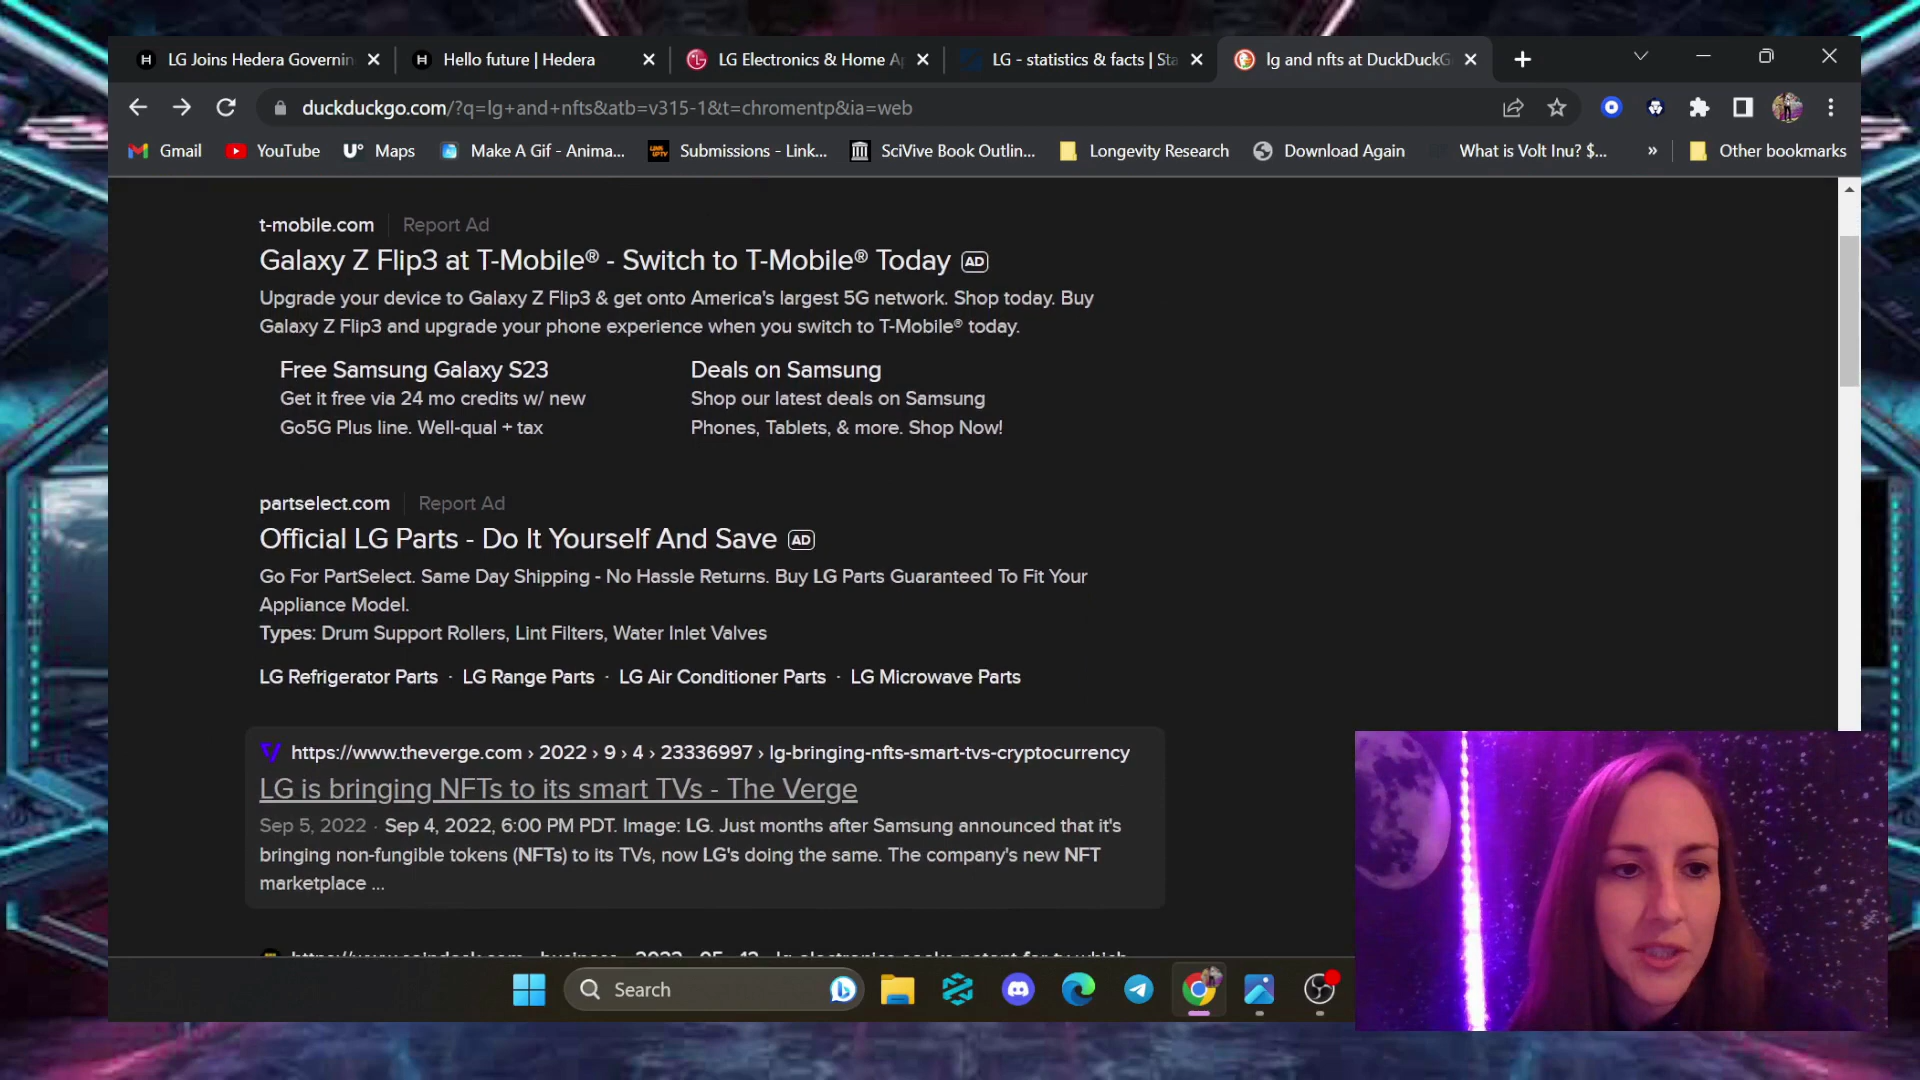 LG Joins Hedera Governin
Hello future | Hedera
LG Electronics & Home Ap
LG - statistics & facts | Sta
lg and nfts at DuckDuckG
duckduckgo.com/?q=lg+and+nfts&atb=v315-1&t=chromentp&ia=web
Gmail
YouTube
Maps
Make A Gif - Anima...
Submissions - Link...
SciVive Book Outlin...
Longevity Research
Download Again
What is Volt Inu? $...
»
Other bookmarks
t-mobile.com
Report Ad
Galaxy Z Flip3 at T-Mobile® - Switch to T-Mobile® Today AD
Upgrade your device to Galaxy Z Flip3 & get onto America's largest 5G network. Shop today. Buy
Galaxy Z Flip3 and upgrade your phone experience when you switch to T-Mobile® today.
Free Samsung Galaxy S23
Get it free via 24 mo credits w/ new
Go5G Plus line. Well-qual + tax
Deals on Samsung
Shop our latest deals on Samsung
Phones, Tablets, & more. Shop Now!
partselect.com
Report Ad
Official LG Parts - Do It Yourself And Save AD
Go For PartSelect. Same Day Shipping - No Hassle Returns. Buy LG Parts Guaranteed To Fit Your
Appliance Model.
Types: Drum Support Rollers, Lint Filters, Water Inlet Valves
LG Refrigerator Parts · LG Range Parts · LG Air Conditioner Parts · LG Microwave Parts
https://www.theverge.com › 2022 › 9 › 4 › 23336997 › lg-bringing-nfts-smart-tvs-cryptocurrency
LG is bringing NFTs to its smart TVs - The Verge
Sep 5, 2022 · Sep 4, 2022, 6:00 PM PDT. Image: LG. Just months after Samsung announced that it's
bringing non-fungible tokens (NFTs) to its TVs, now LG's doing the same. The company's new NFT
marketplace ...
Search